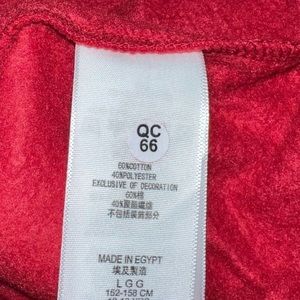 QC
66
60%COTTON
40%POLYESTER
EXCLUSIVE OF DECORATION
60%棉
40%聚酯纖維
不包括裝飾部分
MADE IN EGYPT
埃及製造
L G G
152-158 CM